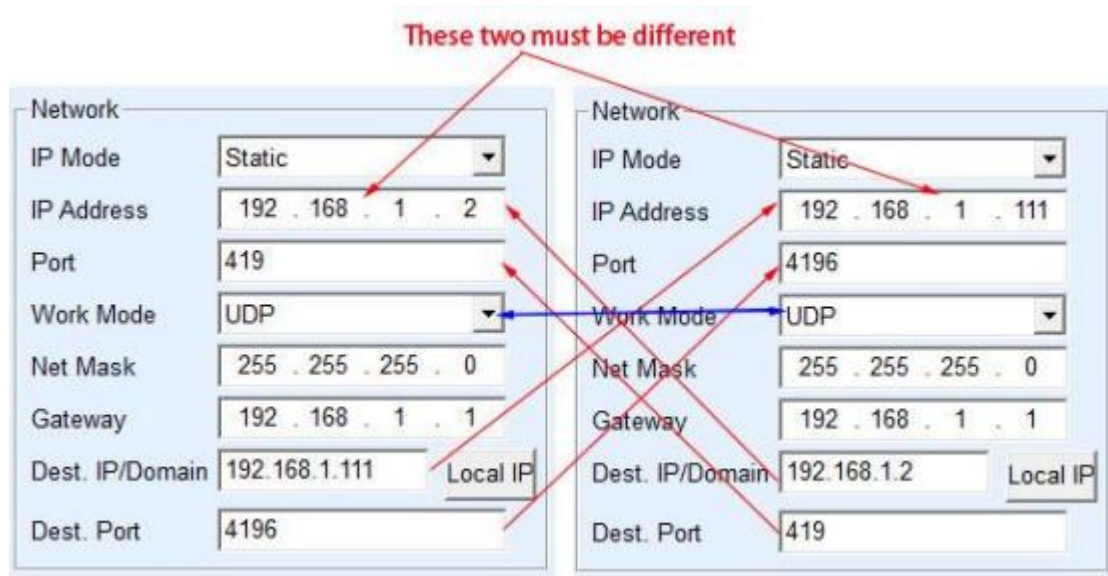 These two must be different
Network
IP Mode Static
IP Address 192 . 168 . 1 . 2
Port 419
Work Mode UDP
Net Mask 255 . 255 . 255 . 0
Gateway 192 . 168 . 1 . 1
Dest. IP/Domain 192.168.1.111 Local IP
Dest. Port 4196
Network
IP Mode Static
IP Address 192 . 168 . 1 . 111
Port 4196
Work Mode UDP
Net Mask 255 . 255 . 255 . 0
Gateway 192 . 168 . 1 . 1
Dest. IP/Domain 192.168.1.2 Local IP
Dest. Port 419